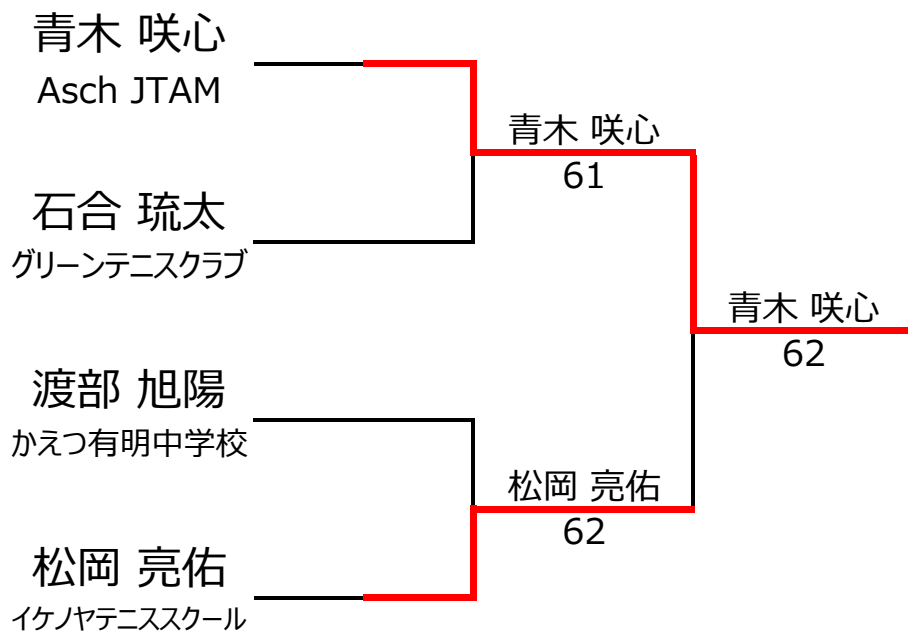 青木 咲心
Asch JTAM
青木 咲心
61
石合 琉太
グリーンテニスクラブ
青木 咲心
62
渡部 旭陽
かえつ有明中学校
松岡 亮佑
62
松岡 亮佑
イケノヤテニススクール